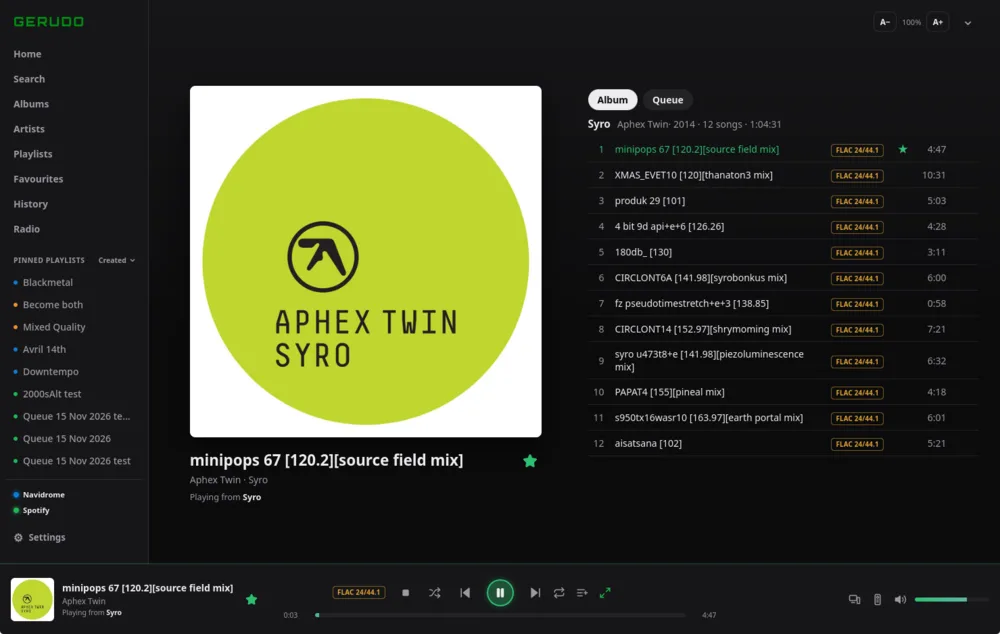 GERUDO
A−
100%
A+
Home
Search
Albums
Artists
Playlists
Favourites
History
Radio
PINNED PLAYLISTS Created
Blackmetal
Become both
Mixed Quality
Avril 14th
Downtempo
2000sAlt test
Queue 15 Nov 2026 te...
Queue 15 Nov 2026
Queue 15 Nov 2026 test
Navidrome
Spotify
Settings
APHEX TWIN
SYRO
minipops 67 [120.2][source field mix]
Aphex Twin · Syro
Playing from Syro
Album Queue
Syro Aphex Twin· 2014 · 12 songs · 1:04:31
1 minipops 67 [120.2][source field mix] FLAC 24/44.1 4:47
2 XMAS_EVET10 [120][thanaton3 mix] FLAC 24/44.1 10:31
3 produk 29 [101] FLAC 24/44.1 5:03
4 4 bit 9d api+e+6 [126.26] FLAC 24/44.1 4:28
5 180db_ [130] FLAC 24/44.1 3:11
6 CIRCLONT6A [141.98][syrobonkus mix] FLAC 24/44.1 6:00
7 fz pseudotimestretch+e+3 [138.85] FLAC 24/44.1 0:58
8 CIRCLONT14 [152.97][shrymoming mix] FLAC 24/44.1 7:21
9 syro u473t8+e [141.98][piezoluminescence
mix] FLAC 24/44.1 6:32
10 PAPAT4 [155][pineal mix] FLAC 24/44.1 4:18
11 s950tx16wasr10 [163.97][earth portal mix] FLAC 24/44.1 6:01
12 aisatsana [102] FLAC 24/44.1 5:21
APHEX TWIN
SYRO
minipops 67 [120.2][source field mix]
Aphex Twin
Playing from Syro
FLAC 24/44.1
0:03
4:47